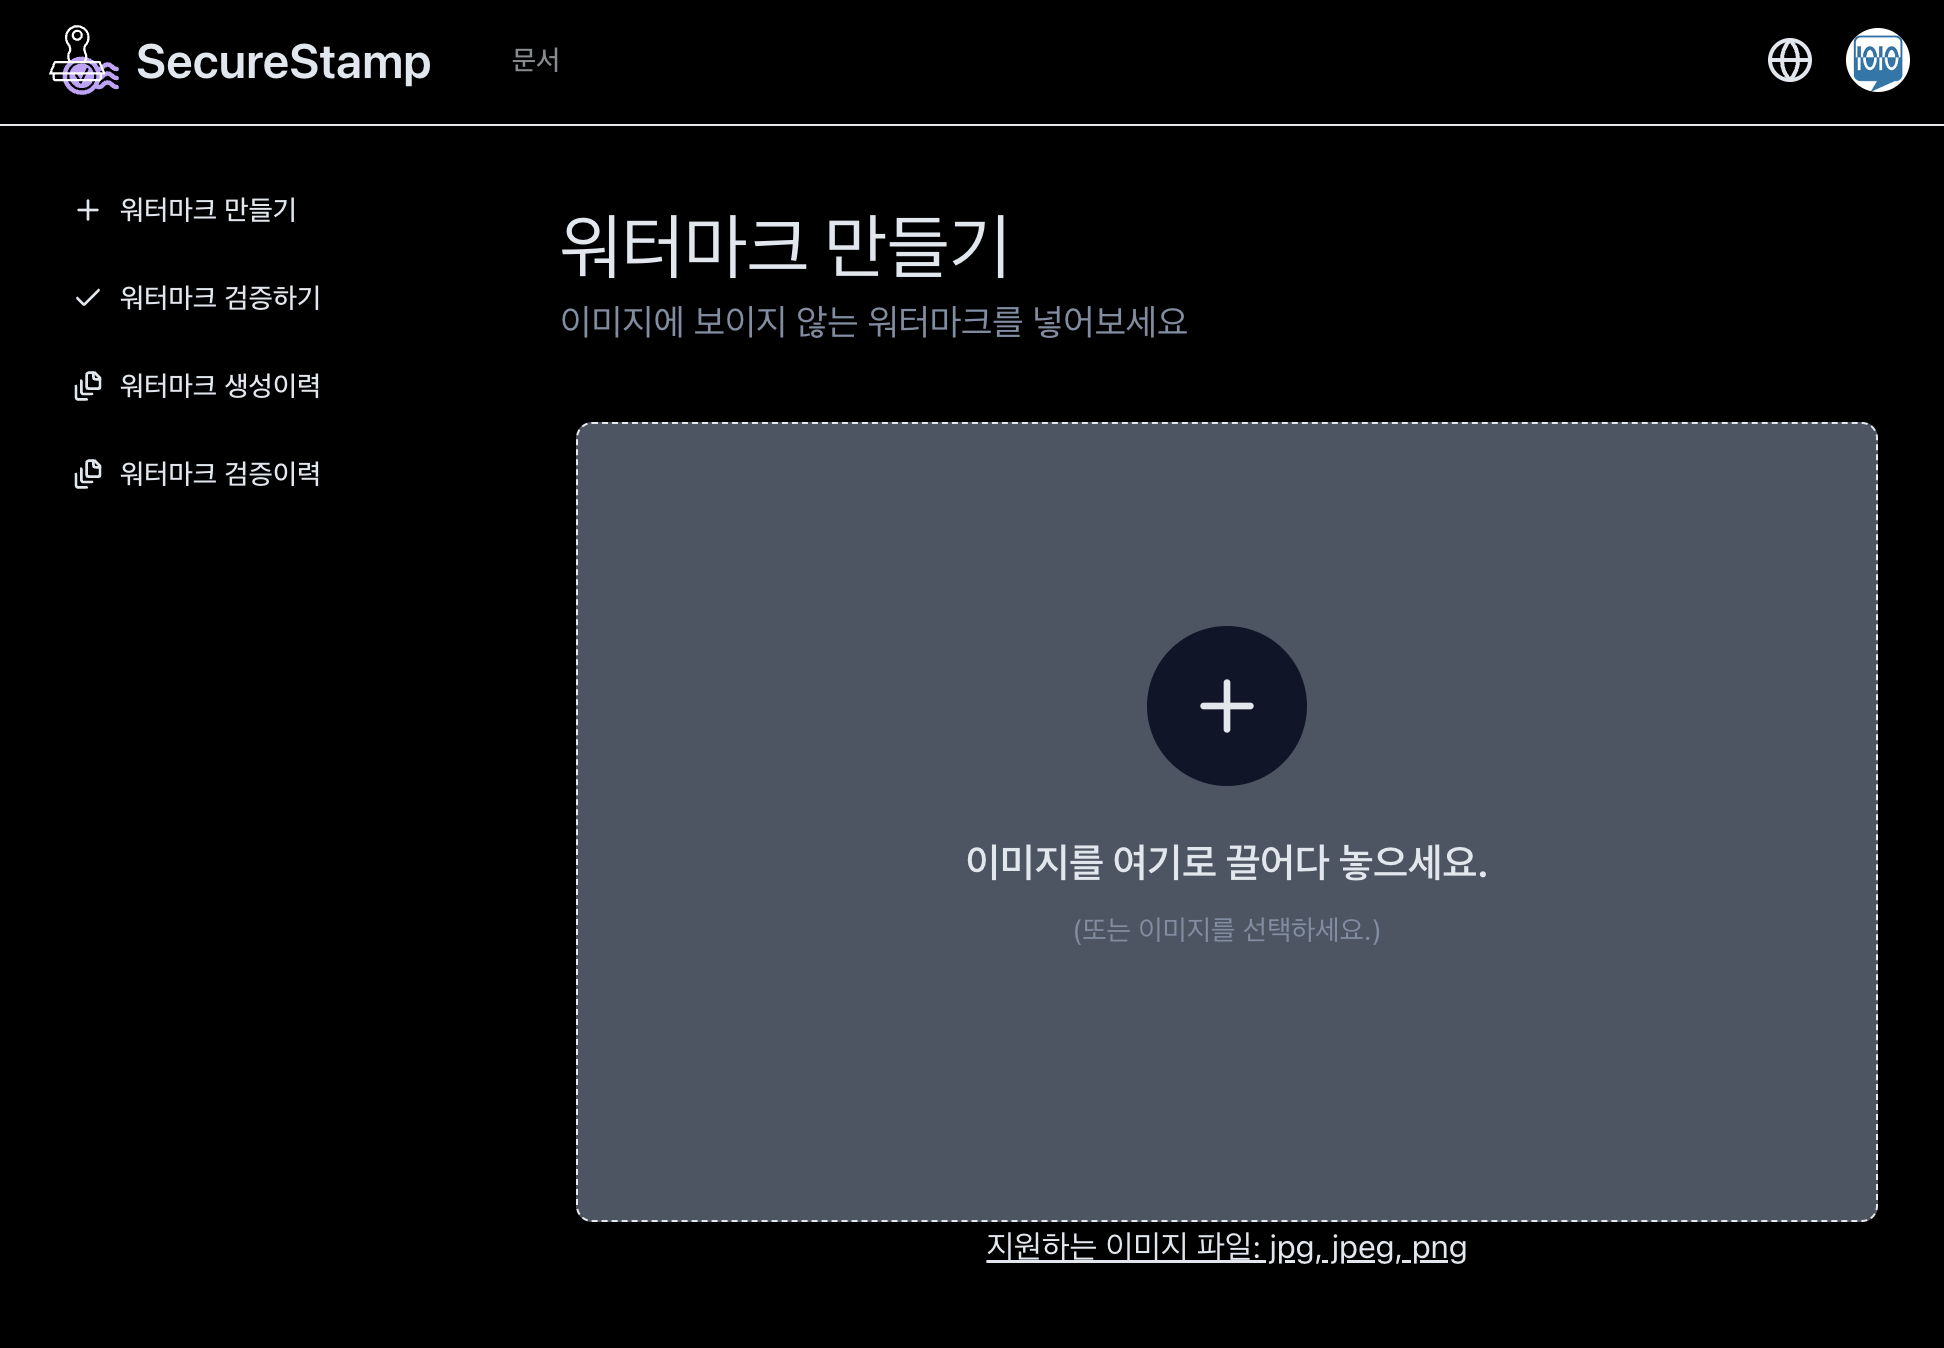 SecureStamp
문서
IOIO
워터마크 만들기
워터마크 검증하기
워터마크 생성이력
워터마크 검증이력
워터마크 만들기
이미지에 보이지 않는 워터마크를 넣어보세요
이미지를 여기로 끌어다 놓으세요.
(또는 이미지를 선택하세요.)
지원하는 이미지 파일: jpg, jpeg, png